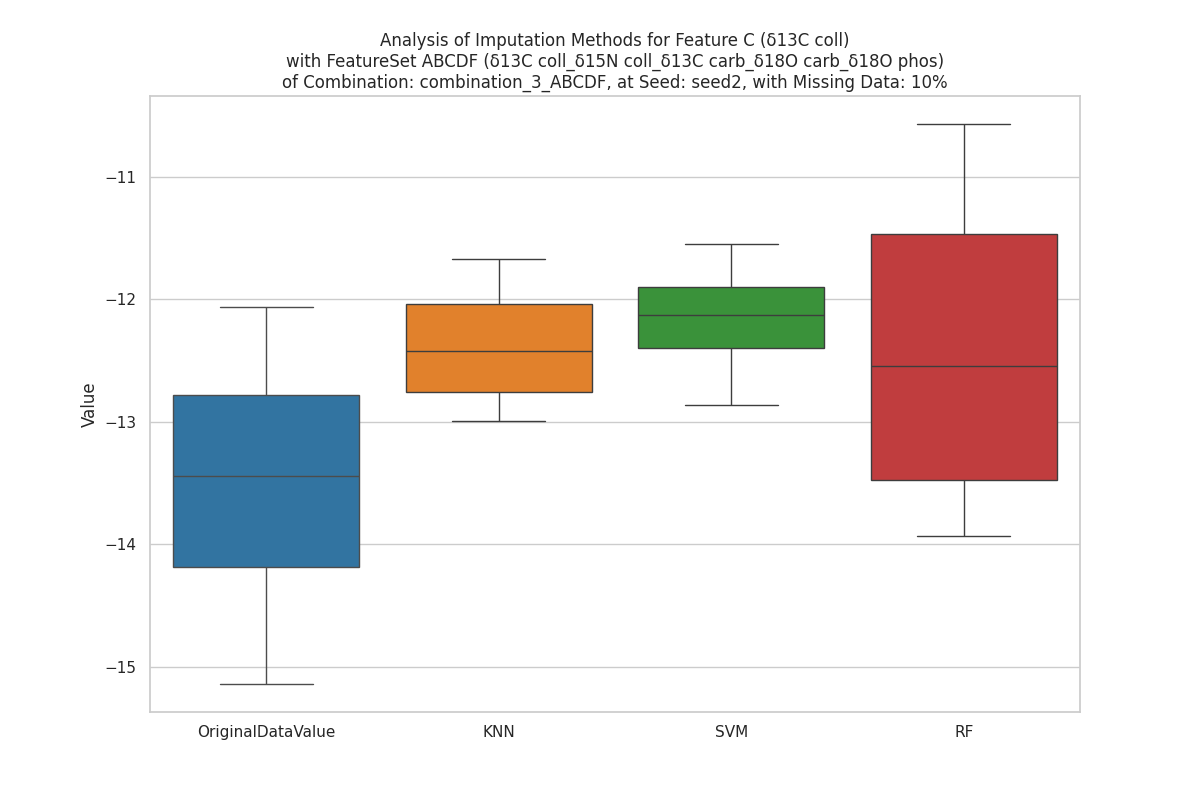 Analysis of Imputation Methods for Feature C (δ13C coll)
with FeatureSet ABCDF (δ13C coll_δ15N coll_δ13C carb_δ18O carb_δ18O phos)
of Combination: combination_3_ABCDF, at Seed: seed2, with Missing Data: 10%
Value
−11
−12
−13
−14
−15
OriginalDataValue
KNN
SVM
RF